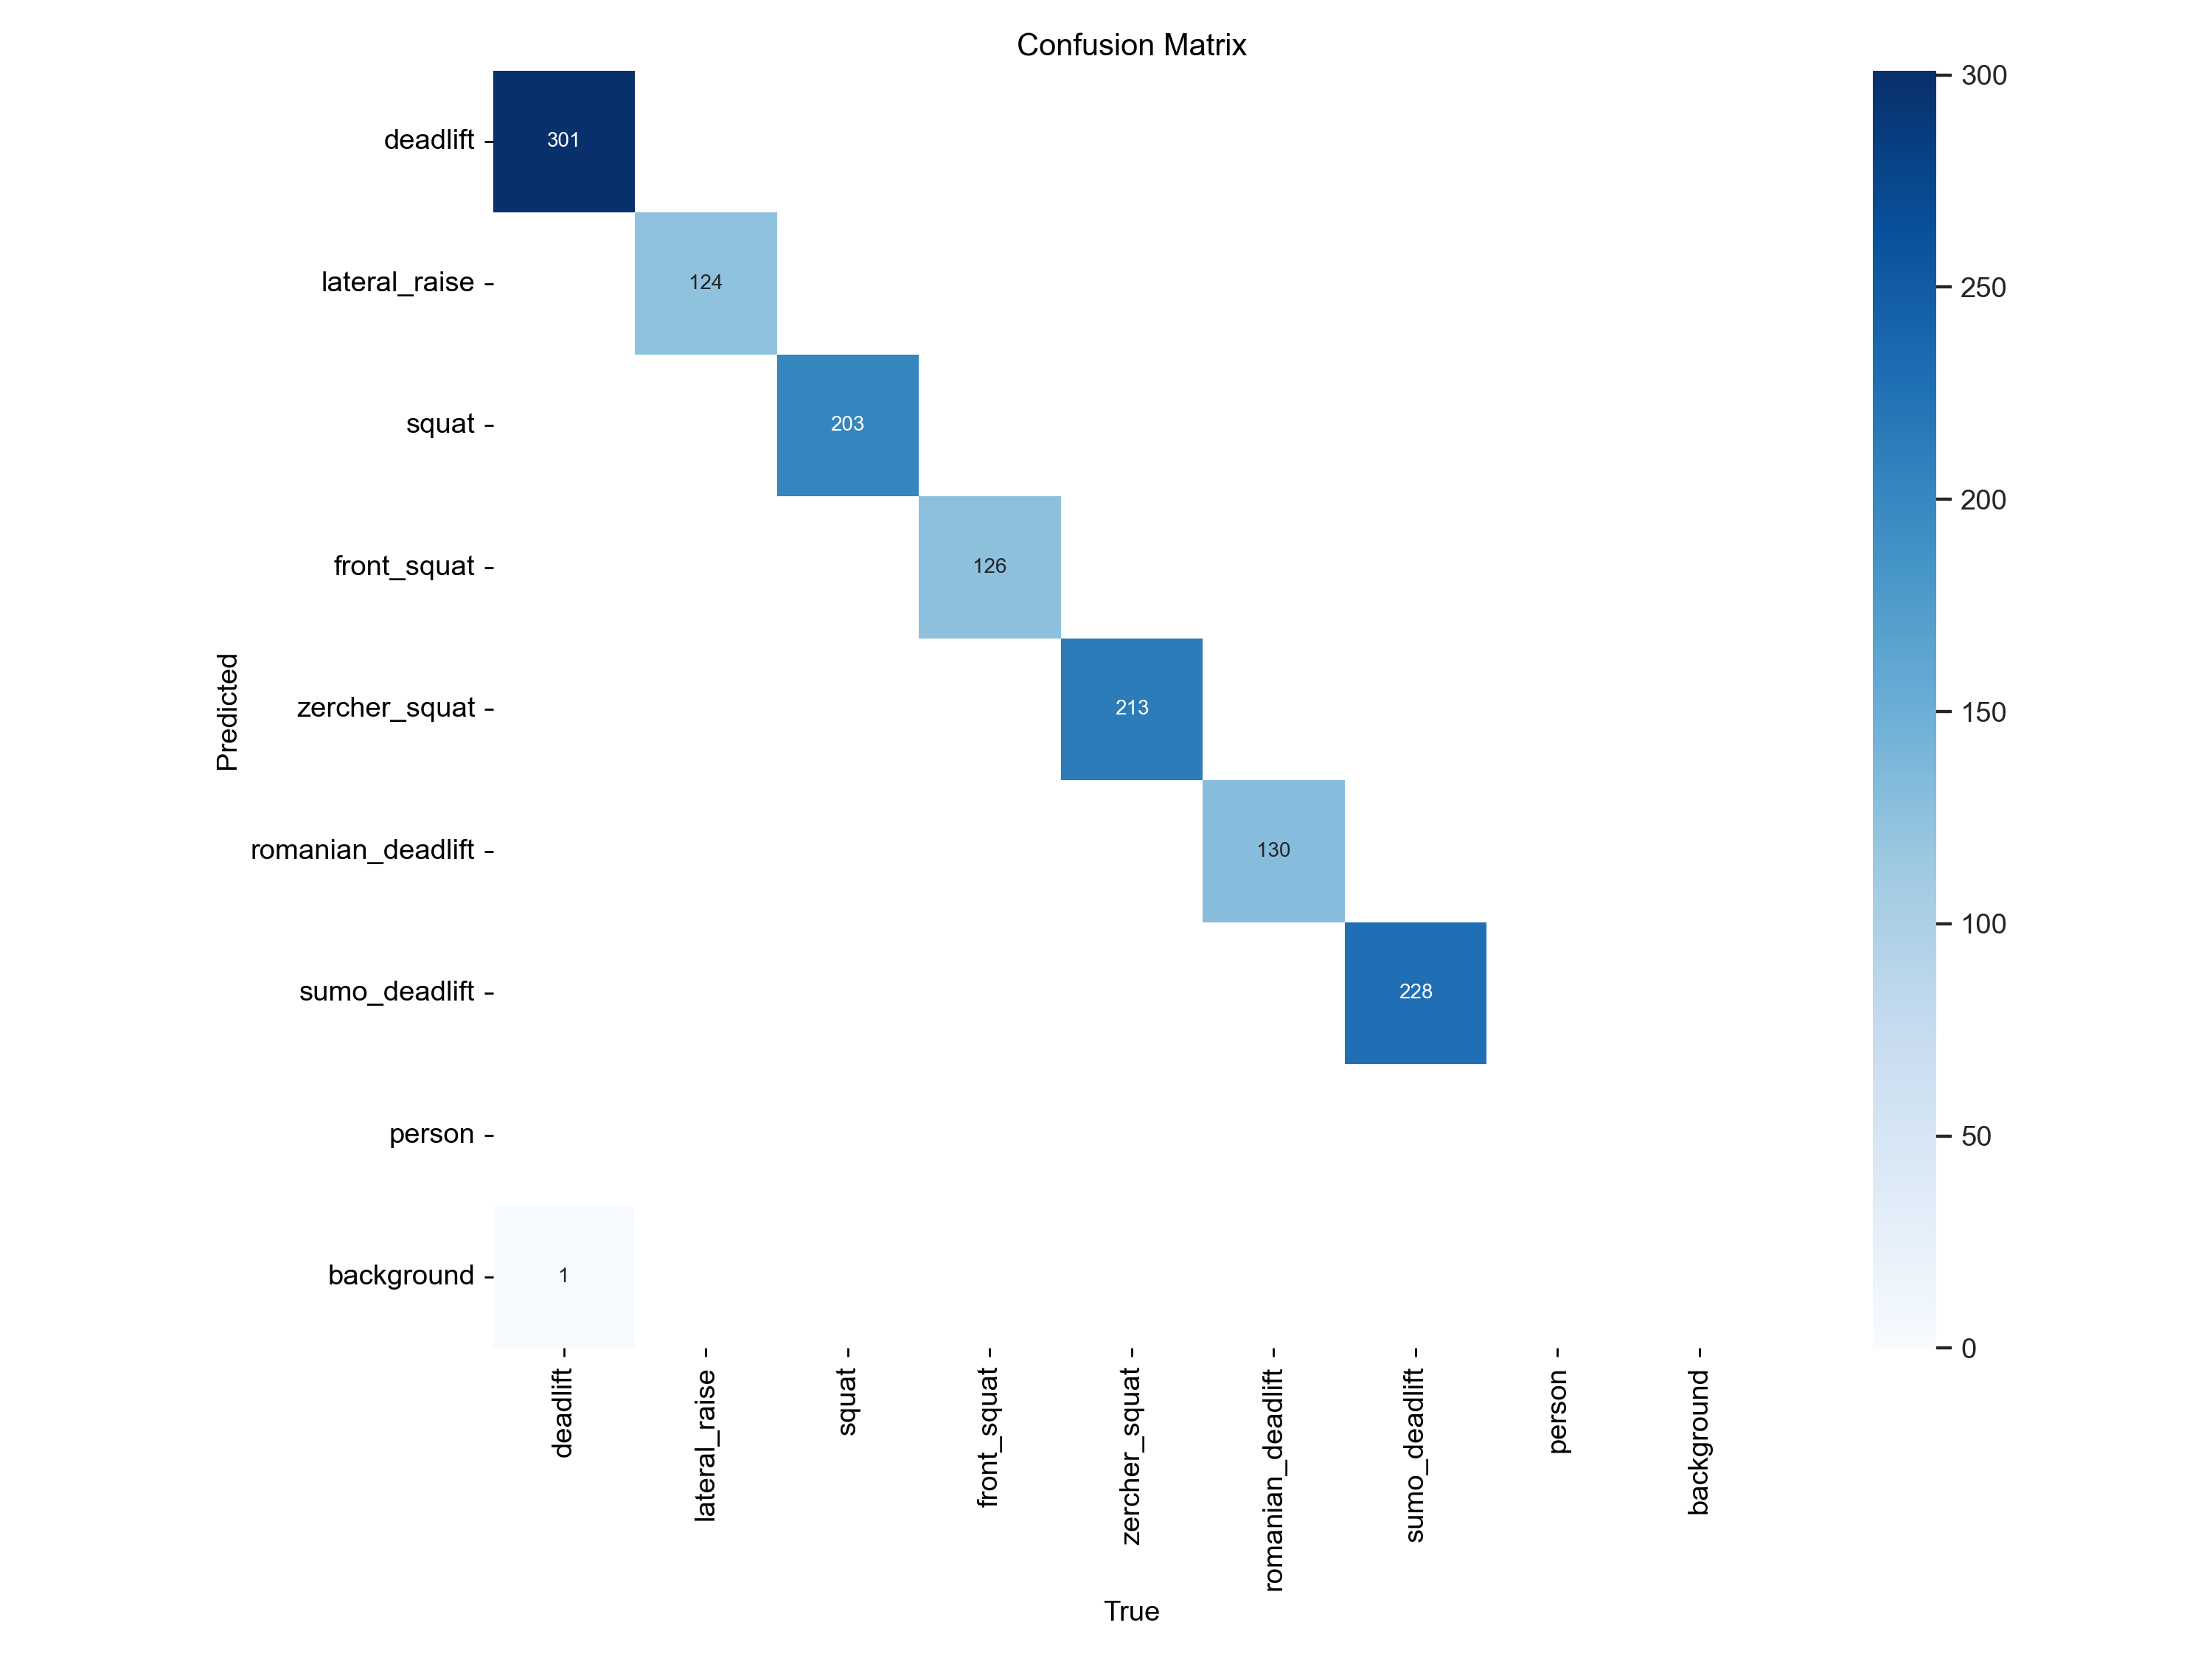 Confusion Matrix
deadlift
301
lateral_raise
124
squat
203
front_squat
126
zercher_squat
213
romanian_deadlift
130
sumo_deadlift
228
person
background
1
Predicted
deadlift
lateral_raise
squat
front_squat
zercher_squat
romanian_deadlift
sumo_deadlift
person
background
True
300
250
200
150
100
50
0